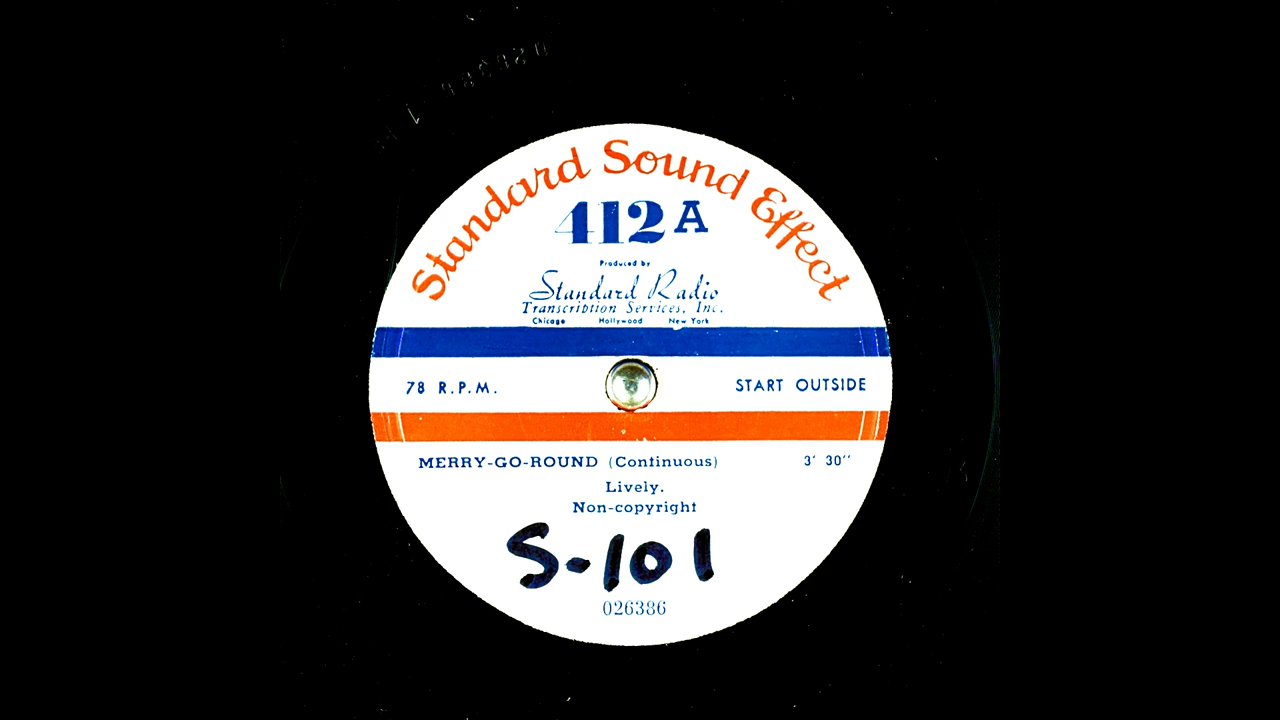 Standard Sound Effect
412 A
Produced by
Standard Radio
Transcription Services, Inc.
Chicago Hollywood New York
78 R.P.M. START OUTSIDE
MERRY-GO-ROUND (Continuous) 3' 30''
Lively.
Non-copyright
S-101
026386